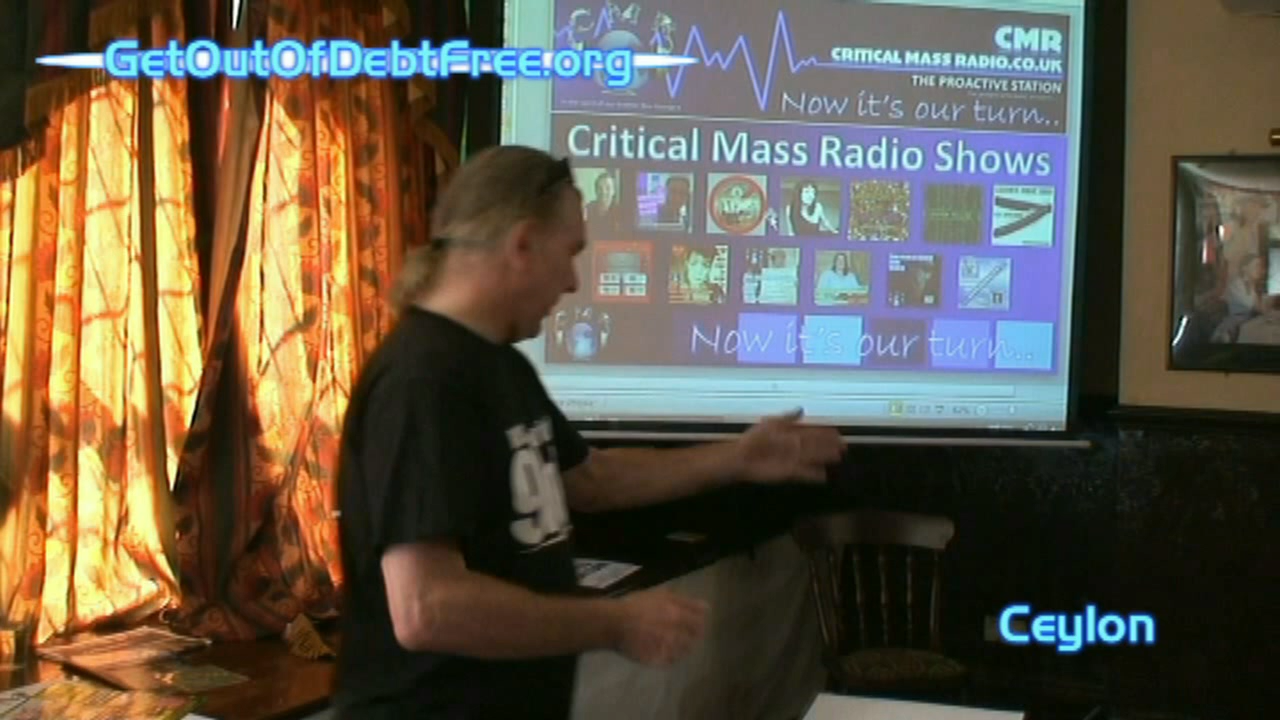 GetOutOfDebtFree.org
CMR
CRITICAL MASS RADIO.CO.UK
THE PROACTIVE STATION
Now it's our turn..
Critical Mass Radio Shows
Now it's our turn..
Ceylon